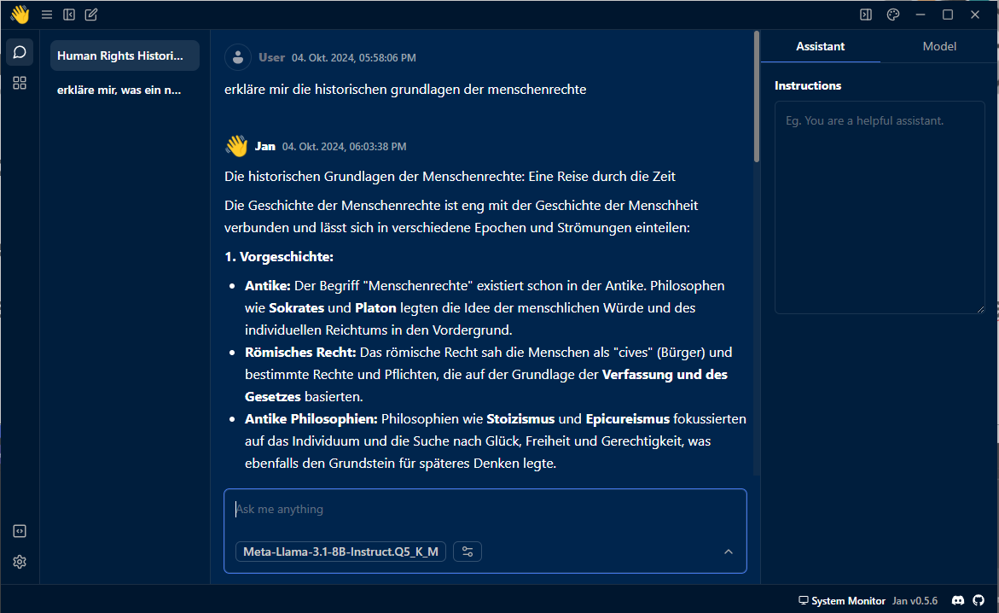 Human Rights Histori...
erkläre mir, was ein n...
User 04. Okt. 2024, 05:58:06 PM
erkläre mir die historischen grundlagen der menschenrechte
Jan 04. Okt. 2024, 06:03:38 PM
Die historischen Grundlagen der Menschenrechte: Eine Reise durch die Zeit
Die Geschichte der Menschenrechte ist eng mit der Geschichte der Menschheit
verbunden und lässt sich in verschiedene Epochen und Strömungen einteilen:
1. Vorgeschichte:
• Antike: Der Begriff "Menschenrechte" existiert schon in der Antike. Philosophen
wie Sokrates und Platon legten die Idee der menschlichen Würde und des
individuellen Reichtums in den Vordergrund.
• Römisches Recht: Das römische Recht sah die Menschen als "cives" (Bürger) und
bestimmte Rechte und Pflichten, die auf der Grundlage der Verfassung und des
Gesetzes basierten.
• Antike Philosophien: Philosophien wie Stoizismus und Epicureismus fokussierten
auf das Individuum und die Suche nach Glück, Freiheit und Gerechtigkeit, was
ebenfalls den Grundstein für späteres Denken legte.
Ask me anything
Meta-Llama-3.1-8B-Instruct.Q5_K_M
Assistant Model
Instructions
Eg. You are a helpful assistant.
System Monitor Jan v0.5.6